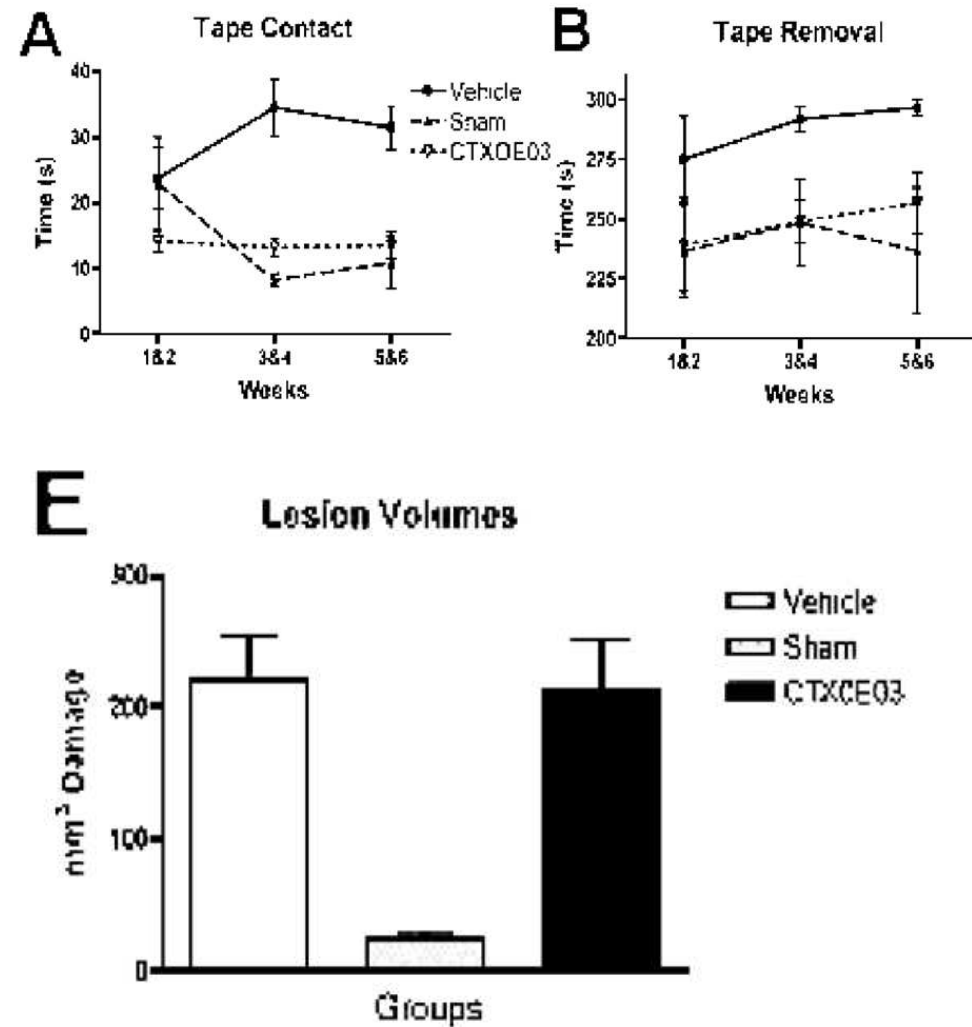 A
Tape Contact
40
30
20
10
0
Time (s)
1&2
3&4
5&6
Weeks
Vehicle
Sham
CTX0E03
B
Tape Removal
300
275
250
225
200
Time (s)
1&2
3&4
5&6
Weeks
E
Lesion Volumes
300
200
100
0
mm³ Damage
Groups
Vehicle
Sham
CTX0E03